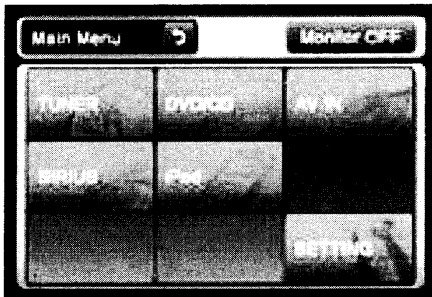 Main Menu Monitor OFF
TUNER DVD/CD AV IN
SIRIUS iPod
SETTING